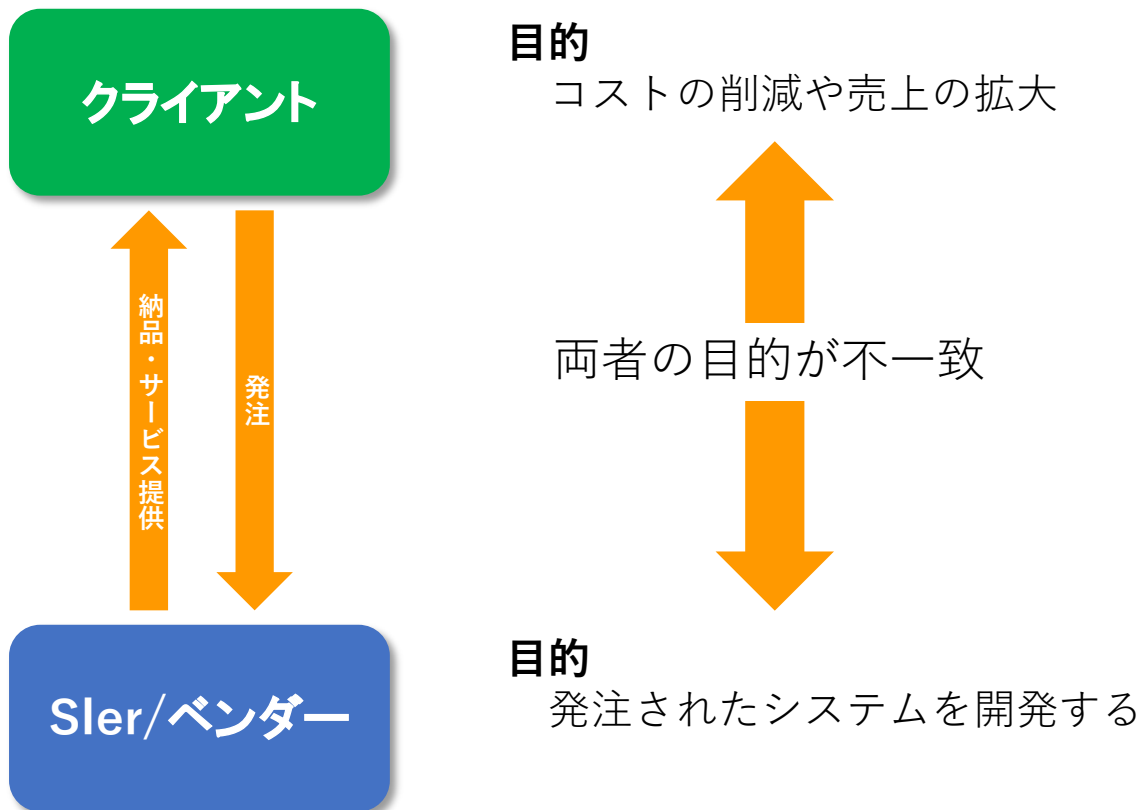 クライアント
目的
コストの削減や売上の拡大
納品・サービス提供
発注
両者の目的が不一致
SIer/ベンダー
目的
発注されたシステムを開発する